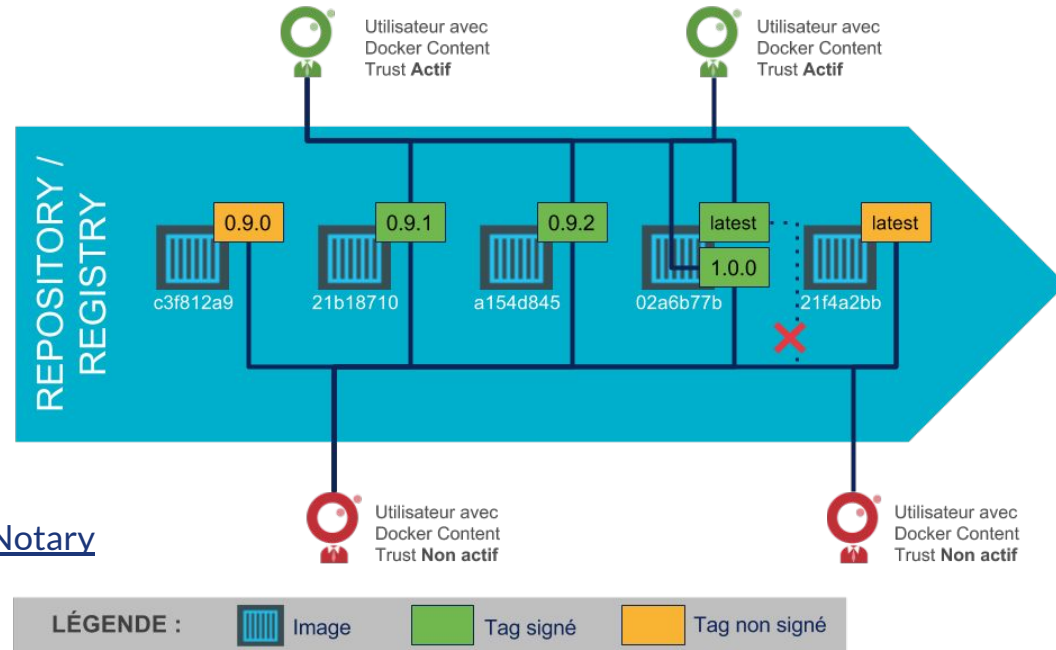 Utilisateur avec
Docker Content
Trust Actif
Utilisateur avec
Docker Content
Trust Actif
REPOSITORY /
REGISTRY
0.9.0
c3f812a9
0.9.1
21b18710
0.9.2
a154d845
latest
1.0.0
02a6b77b
latest
21f4a2bb
Utilisateur avec
Docker Content
Trust Non actif
Utilisateur avec
Docker Content
Trust Non actif
Notary
LÉGENDE :
Image
Tag signé
Tag non signé